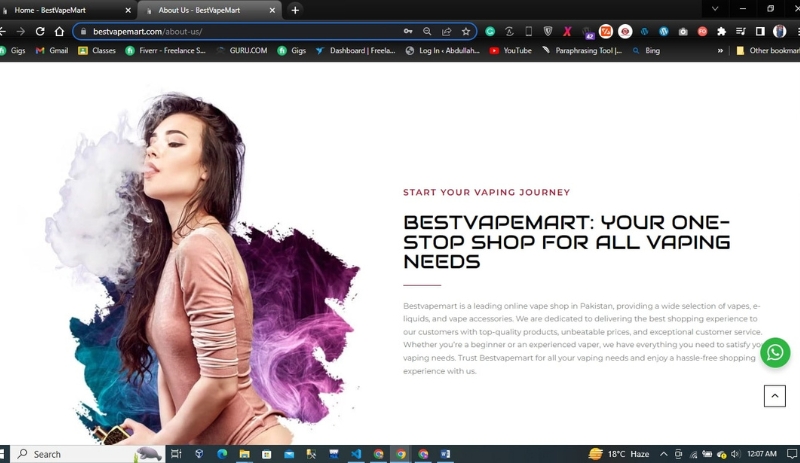 Home - BestVapeMart
About Us - BestVapeMart
bestvapemart.com/about-us/
Gigs
Gmail
Classes
Fiverr - Freelance S...
GURU.COM
Gigs
Dashboard | Freela...
Log In ‹ Abdullah...
YouTube
Paraphrasing Tool |...
Bing
»
Other bookmar
START YOUR VAPING JOURNEY
BESTVAPEMART: YOUR ONE-
STOP SHOP FOR ALL VAPING
NEEDS
Bestvapemart is a leading online vape shop in Pakistan, providing a wide selection of vapes, e-
liquids, and vape accessories. We are dedicated to delivering the best shopping experience to
our customers with top-quality products, unbeatable prices, and exceptional customer service.
Whether you're a beginner or an experienced vaper, we have everything you need to satisfy yo
vaping needs. Trust Bestvapemart for all your vaping needs and enjoy a hassle-free shopping
experience with us.
Search
18°C Haze
12:07 AM